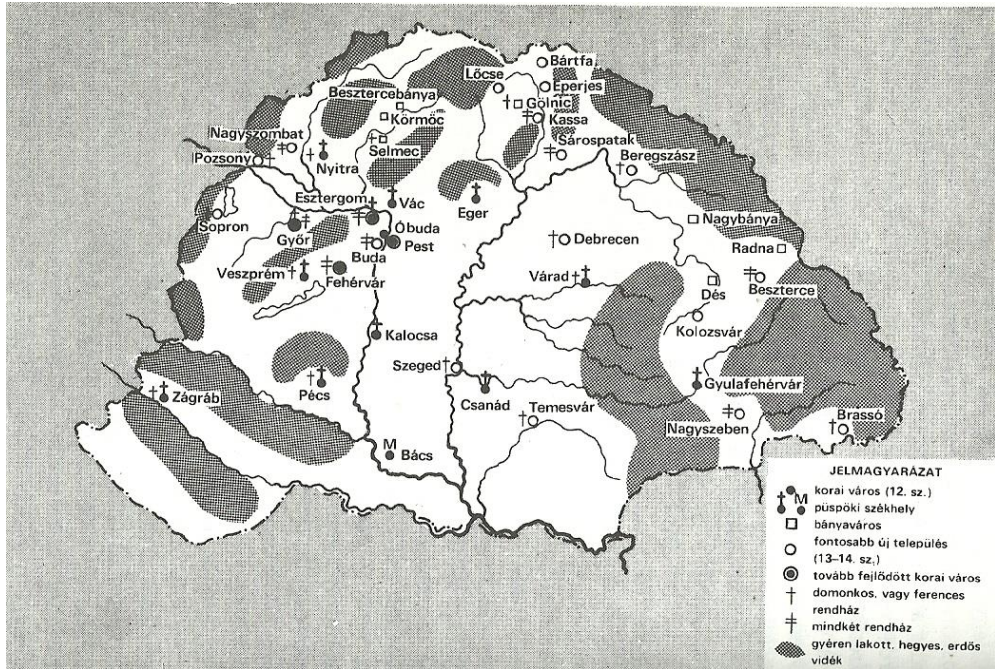 Bártfa
Lőcse
Eperjes
Besztercebánya
Gölnic
Körmőc
Kassa
Nagyszombat
Selmec
Sárospatak
Pozsony
Nyitra
Beregszász
Esztergom
Vác
Eger
Sopron
Győr
Óbuda
Pest
Nagybánya
Buda
Debrecen
Radna
Veszprém
Fehérvár
Várad
Dés
Beszterce
Kalocsa
Kolozsvár
Szeged
Zágráb
Pécs
Csanád
Gyulafehérvár
Temesvár
Nagyszeben
Brassó
M
Bács
JELMAGYARÁZAT
korai város (12. sz.)
M
püspöki székhely
bányaváros
fontosabb új település
(13–14. sz.)
tovább fejlődött korai város
domonkos. vagy ferences
rendház
mindkét rendház
gyéren lakott. hegyes. erdős
vidék